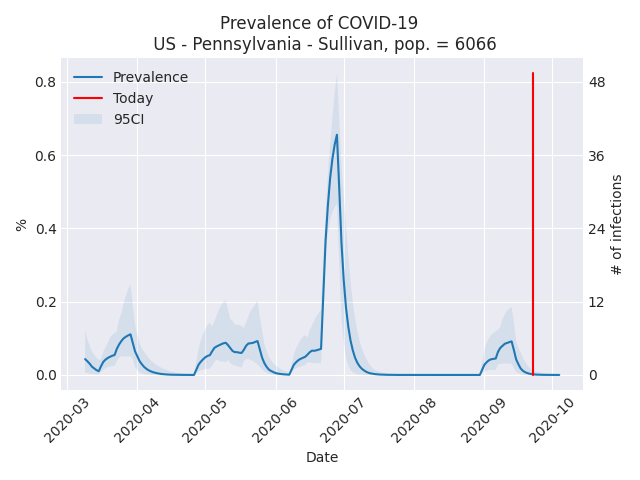 Prevalence of COVID-19
US - Pennsylvania - Sullivan, pop. = 6066
Prevalence
Today
95CI
0.8
0.6
0.4
0.2
0.0
%
48
36
24
12
0
# of infections
2020-03
2020-04
2020-05
2020-06
2020-07
2020-08
2020-09
2020-10
Date